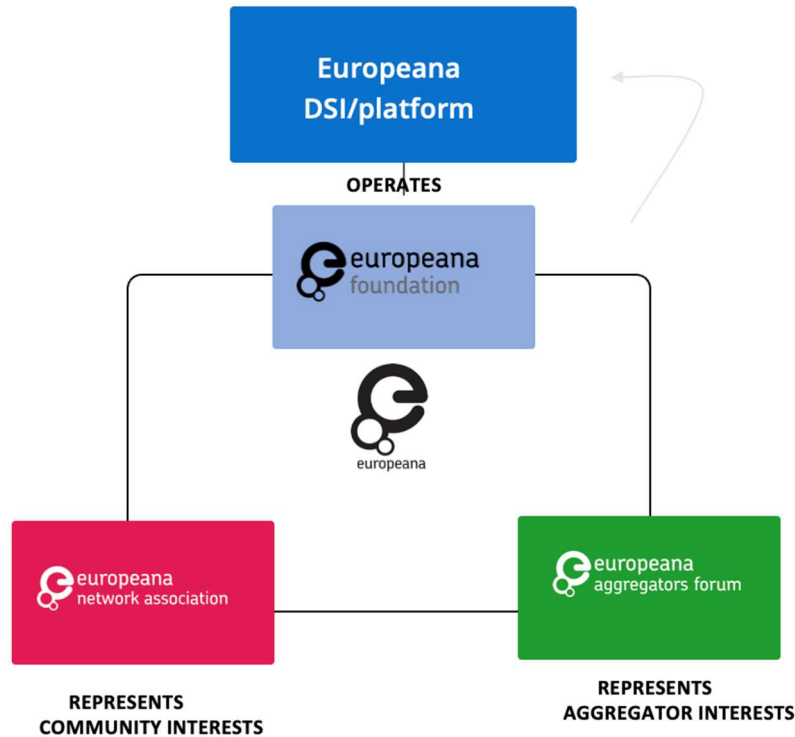 Europeana
DSI/platform
OPERATES
europeana
foundation
europeana
europeana
network association
europeana
aggregators forum
REPRESENTS
COMMUNITY INTERESTS
REPRESENTS
AGGREGATOR INTERESTS